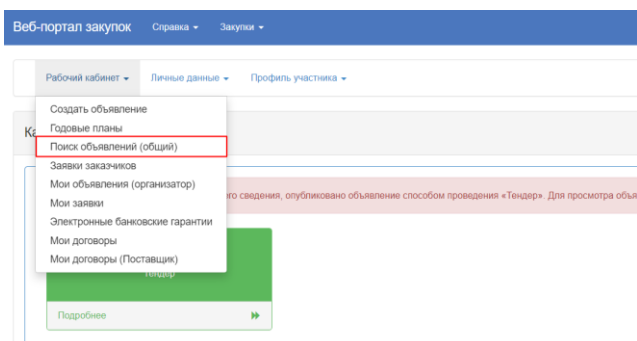 Веб-портал закупок Справка Закупки
Рабочий кабинет Личные данные Профиль участника
Создать объявление
Годовые планы
Поиск объявлений (общий)
Заявки заказчиков
Мои объявления (организатор)
го сведения, опубликовано объявление способом проведения «Тендер». Для просмотра объя
Мои заявки
Электронные банковские гарантии
Мои договоры
Мои договоры (Поставщик)
Тендер
Подробнее